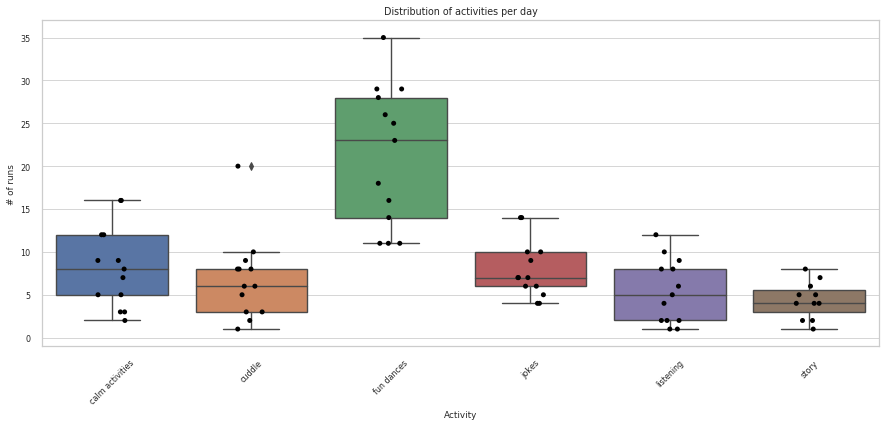 Distribution of activities per day
# of runs
35
30
25
20
15
10
5
0
calm activities
cuddle
fun dances
jokes
listening
story
Activity